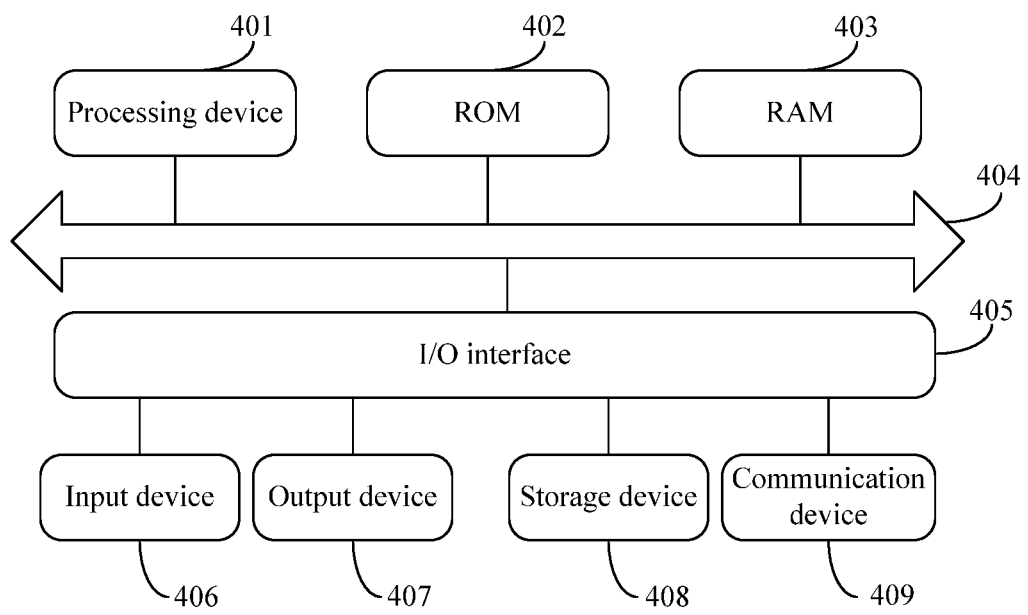 401
402
403
Processing device
ROM
RAM
404
405
I/O interface
Input device
Output device
Storage device
Communication
device
406
407
408
409